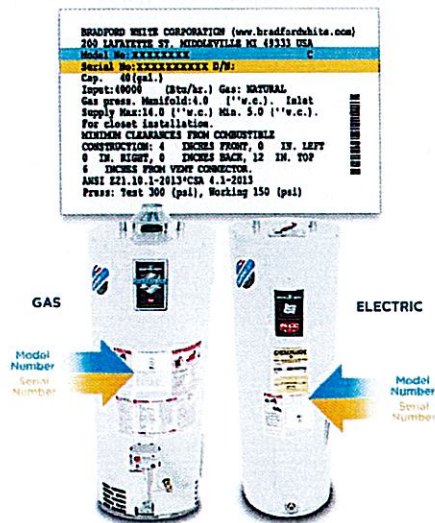 BRADFORD WHITE CORPORATION (www.bradfordwhite.com)
200 LAFAYETTE ST. MIDDLEVILLE MI 49333 USA
Model No:XXXXXXXX C
Serial No:XXXXXXXXXX D/N:
Cap. 40(gal.)
Input:40000 (Btu/hr.) Gas: NATURAL
Gas press. Manifold:4.0 ["w.c.). Inlet
Supply Max:14.0 ("w.c.) Min. 5.0 ("w.c.).
For closet installation.
MINIMUM CLEARANCES FROM COMBUSTIBLE
CONSTRUCTION: 4 INCHES FRONT, 0 IN. LEFT
0 IN. RIGHT, 0 INCHES BACK, 12 IN. TOP
6 INCHES FROM VENT CONNECTOR.
ANSI Z21.10.1-2013*CSA 4.1-2013
Press: Test 300 (psi), Working 150 (psi)
GAS
ELECTRIC
Model
Number
Serial
Number
Model
Number
Serial
Number